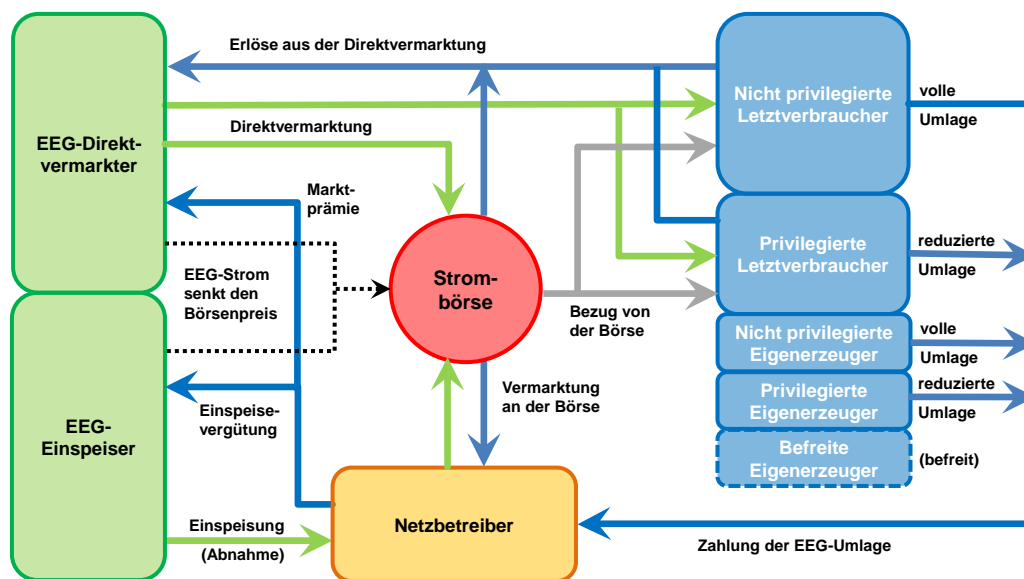 Erlöse aus der Direktvermarktung
EEG-Direkt-
vermarkter
Direktvermarktung
Markt-
prämie
EEG-Strom
senkt den
Börsenpreis
Strom-
börse
Bezug von
der Börse
Nicht privilegierte
Letztverbraucher
volle
Umlage
Privilegierte
Letztverbraucher
reduzierte
Umlage
Nicht privilegierte
Eigenerzeuger
volle
Umlage
Privilegierte
Eigenerzeuger
reduzierte
Umlage
Befreite
Eigenerzeuger
(befreit)
EEG-
Einspeiser
Einspeise-
vergütung
Vermarktung
an der Börse
Einspeisung
(Abnahme)
Netzbetreiber
Zahlung der EEG-Umlage